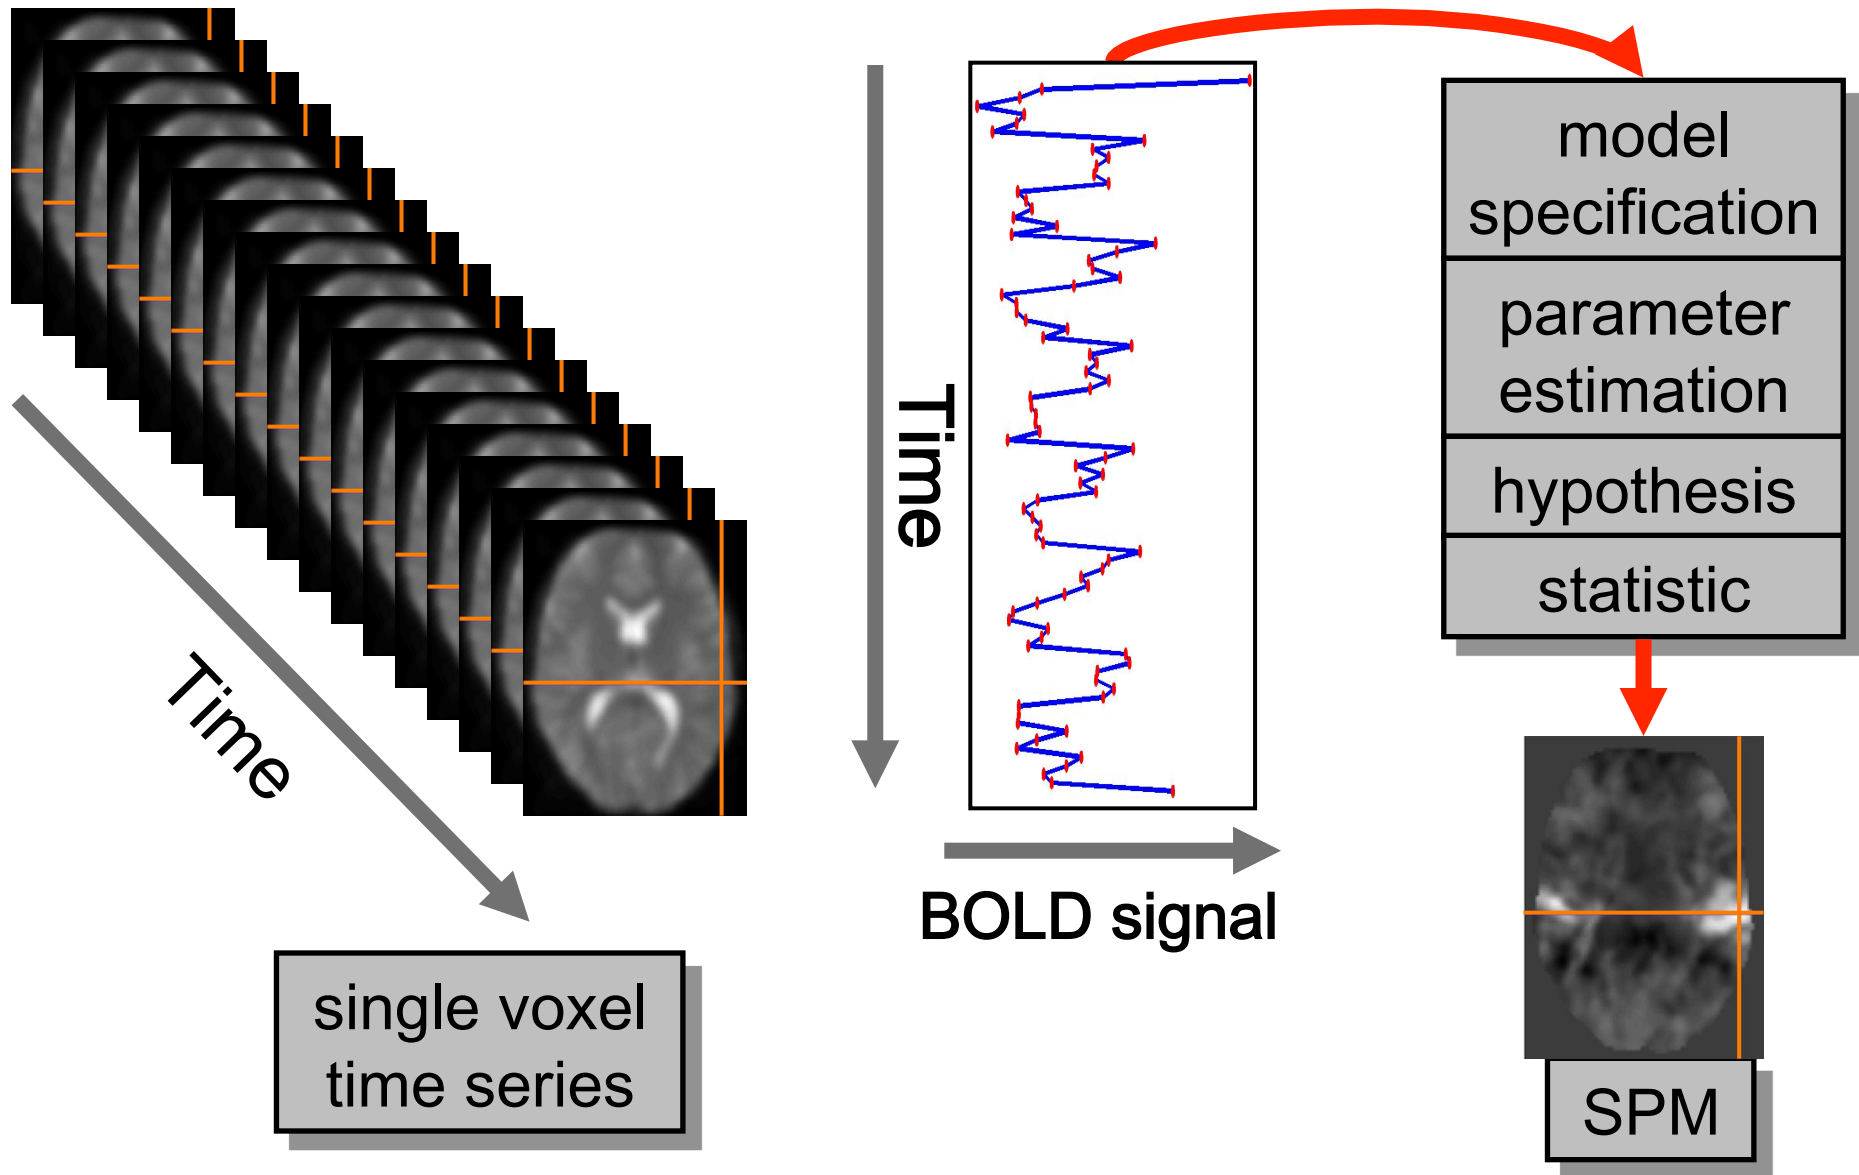 Time
single voxel
time series
Time
BOLD signal
model
specification
parameter
estimation
hypothesis
statistic
SPM